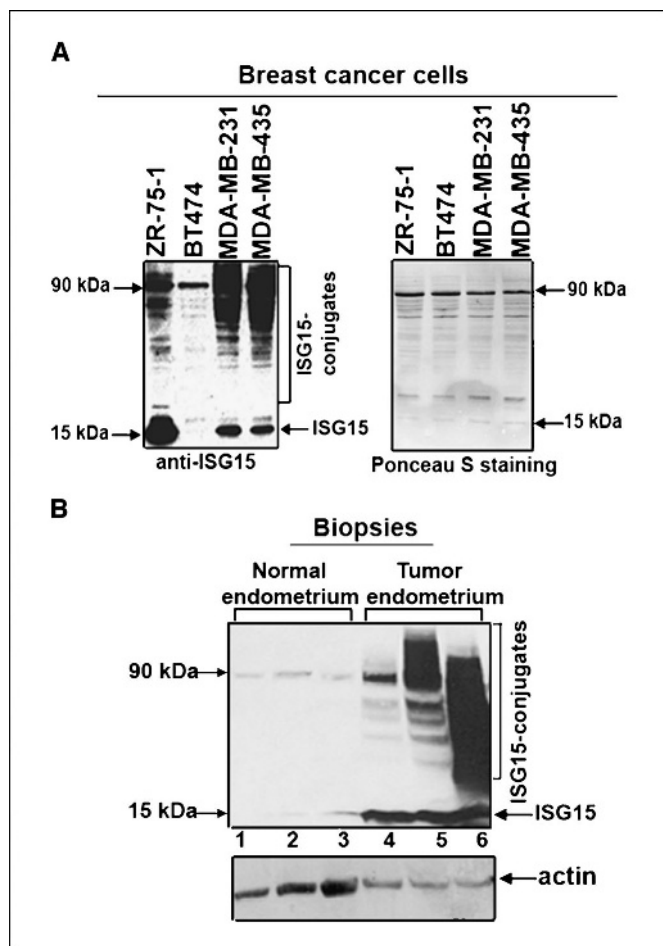 A
Breast cancer cells
ZR-75-1
BT474
MDA-MB-231
MDA-MB-435
ZR-75-1
BT474
MDA-MB-231
MDA-MB-435
90 kDa
15 kDa
ISG15-
conjugates
ISG15
anti-ISG15
90 kDa
15 kDa
Ponceau S staining
B
Biopsies
Normal
endometrium
Tumor
endometrium
90 kDa
15 kDa
ISG15-conjugates
ISG15
1 2 3 4 5 6
actin